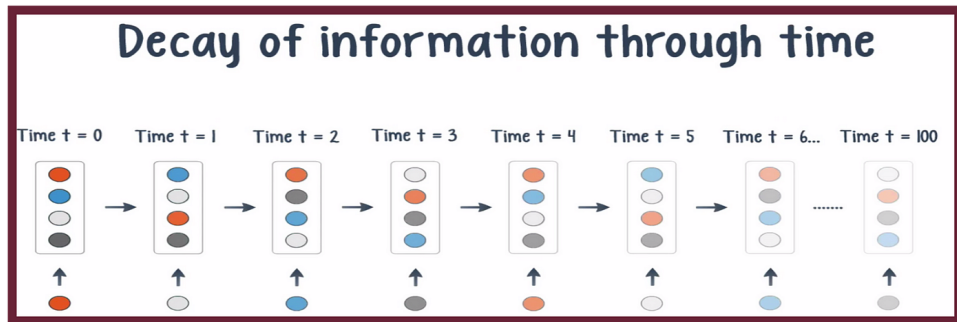 Decay of information through time
Time t = 0 Time t = 1 Time t = 2 Time t = 3 Time t = 4 Time t = 5 Time t = 6... Time t = 100
.......